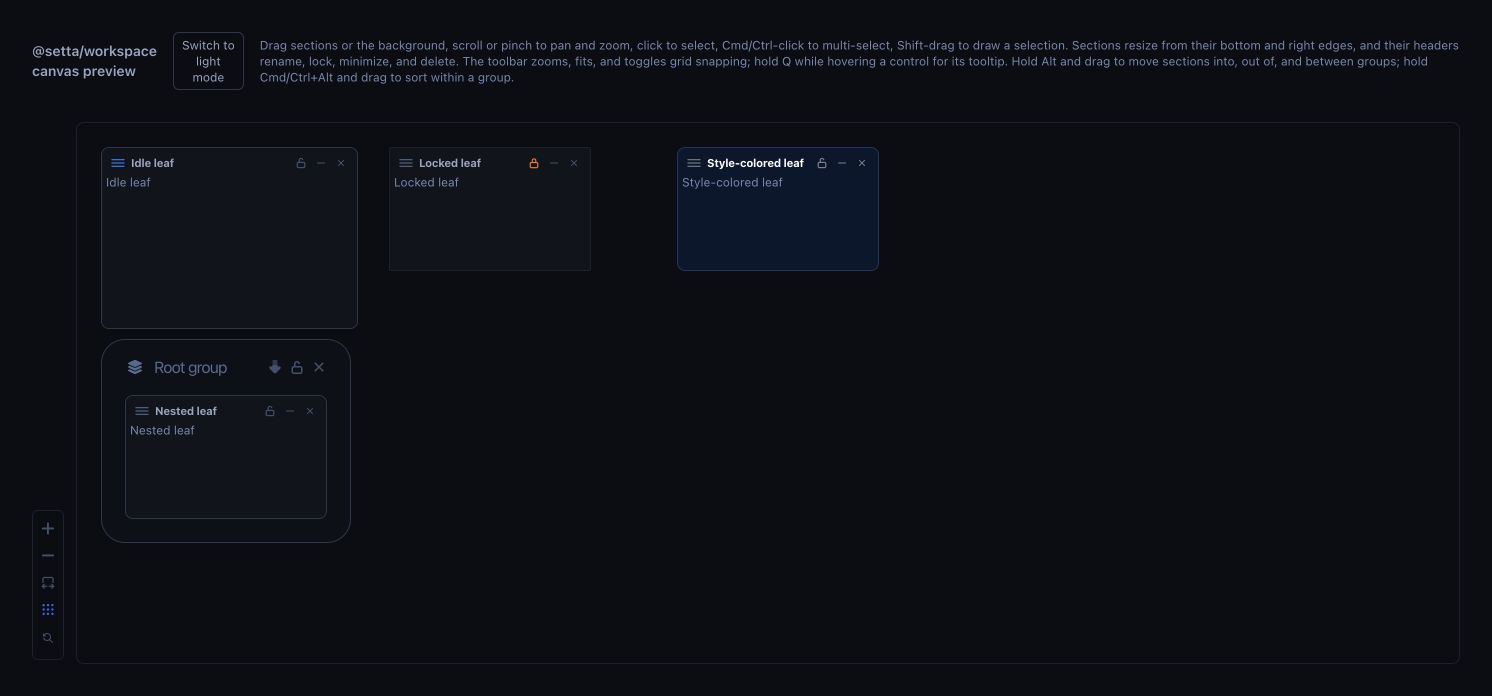 @setta/workspace
canvas preview
Switch to
light
mode
Drag sections or the background, scroll or pinch to pan and zoom, click to select, Cmd/Ctrl-click to multi-select, Shift-drag to draw a selection. Sections resize from their bottom and right edges, and their headers
rename, lock, minimize, and delete. The toolbar zooms, fits, and toggles grid snapping; hold Q while hovering a control for its tooltip. Hold Alt and drag to move sections into, out of, and between groups; hold
Cmd/Ctrl+Alt and drag to sort within a group.
Idle leaf
Idle leaf
Locked leaf
Locked leaf
Style-colored leaf
Style-colored leaf
Root group
Nested leaf
Nested leaf